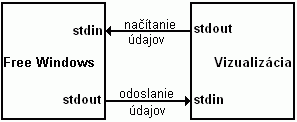 stdin
načítanie
údajov
stdout
Free Windows
Vizualizácia
stdout
odoslanie
údajov
stdin